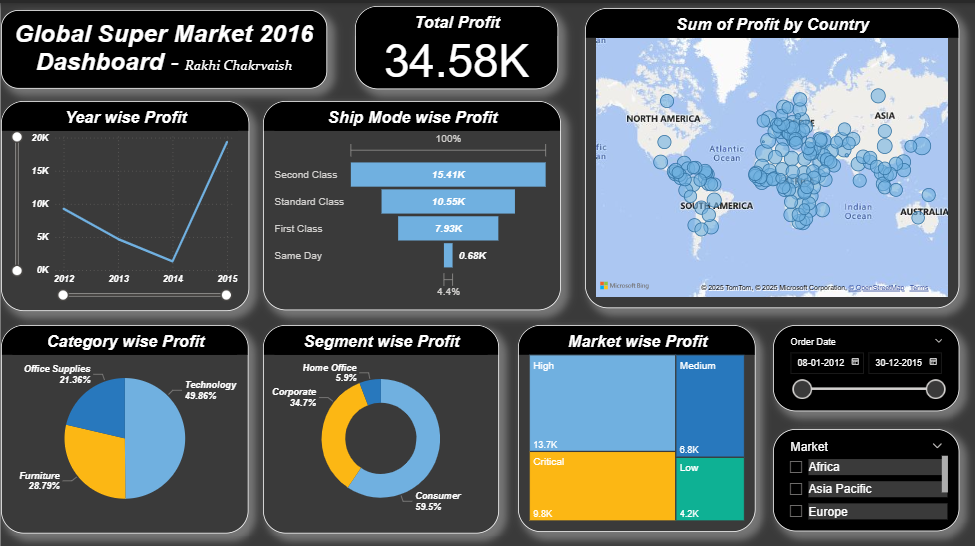 Global Super Market 2016
Dashboard - Rakhi Chakrvaish
Total Profit
34.58K
Sum of Profit by Country
an
NORTH AMERICA
ASIA
Atlantic
Ocean
fic
n
SOUTH AMERICA
Indian
Ocean
AUSTRALIA
Microsoft Bing
© 2025 TomTom, © 2025 Microsoft Corporation, © OpenStreetMap Terms
Year wise Profit
20K
15K
10K
5K
0K
2012 2013 2014 2015
Ship Mode wise Profit
100%
Second Class 15.41K
Standard Class 10.55K
First Class 7.93K
Same Day 0.68K
4.4%
Category wise Profit
Office Supplies
21.36%
Technology
49.86%
Furniture
28.79%
Segment wise Profit
Home Office
5.9%
Corporate
34.7%
Consumer
59.5%
Market wise Profit
High
13.7K
Medium
6.8K
Critical
9.8K
Low
4.2K
Order Date
08-01-2012 30-12-2015
Market
Africa
Asia Pacific
Europe